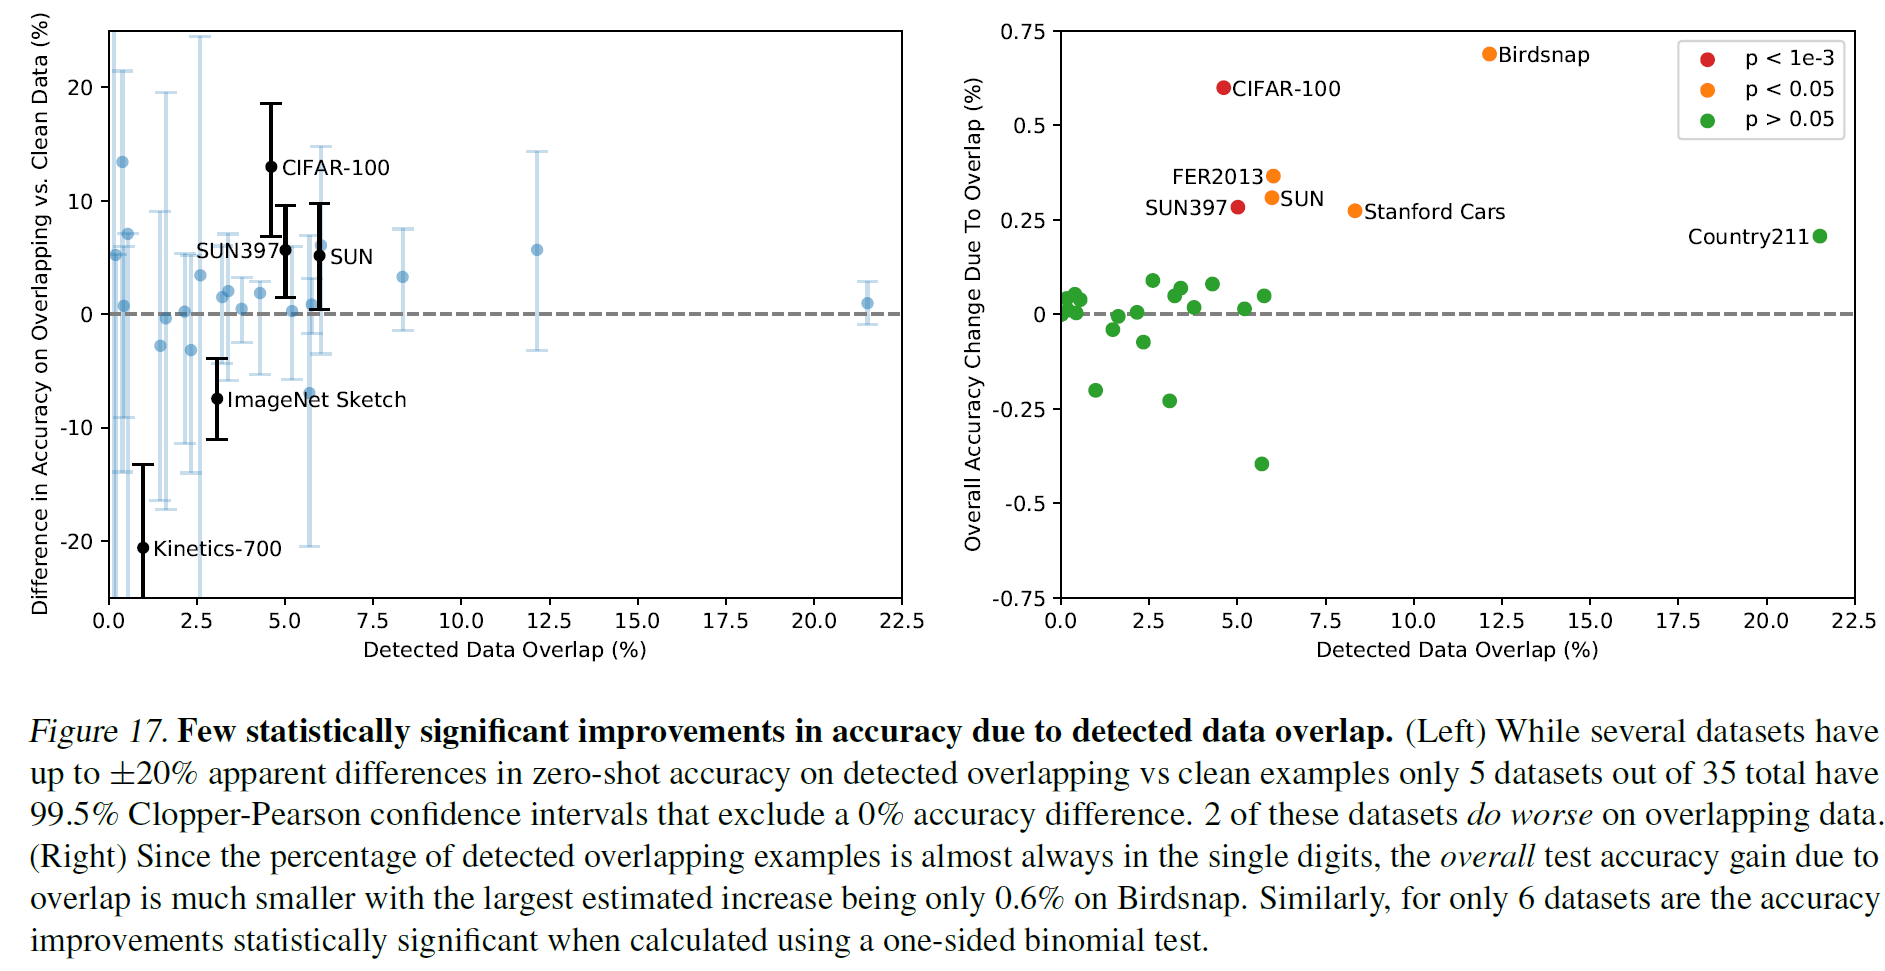 Difference in Accuracy on Overlapping vs. Clean Data (%)
20
10
0
-10
-20
CIFAR-100
SUN397
SUN
ImageNet Sketch
Kinetics-700
0.0 2.5 5.0 7.5 10.0 12.5 15.0 17.5 20.0 22.5
Detected Data Overlap (%)
Overall Accuracy Change Due To Overlap (%)
0.75
0.5
0.25
0
-0.25
-0.5
-0.75
Birdsnap
CIFAR-100
FER2013
SUN
SUN397
Stanford Cars
Country211
p < 1e-3
p < 0.05
p > 0.05
0.0 2.5 5.0 7.5 10.0 12.5 15.0 17.5 20.0 22.5
Detected Data Overlap (%)
Figure 17. Few statistically significant improvements in accuracy due to detected data overlap. (Left) While several datasets have
up to ±20% apparent differences in zero-shot accuracy on detected overlapping vs clean examples only 5 datasets out of 35 total have
99.5% Clopper-Pearson confidence intervals that exclude a 0% accuracy difference. 2 of these datasets do worse on overlapping data.
(Right) Since the percentage of detected overlapping examples is almost always in the single digits, the overall test accuracy gain due to
overlap is much smaller with the largest estimated increase being only 0.6% on Birdsnap. Similarly, for only 6 datasets are the accuracy
improvements statistically significant when calculated using a one-sided binomial test.